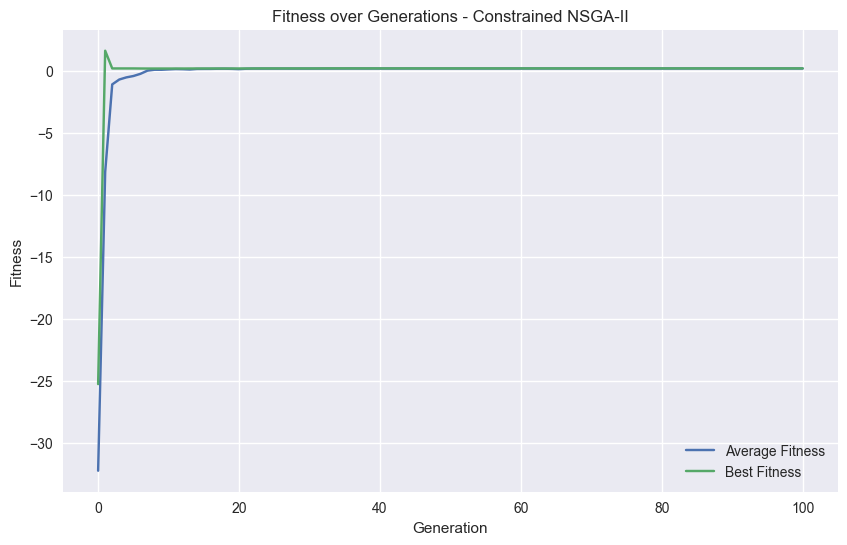 Fitness over Generations - Constrained NSGA-II
Fitness
0
−5
−10
−15
−20
−25
−30
0
20
40
60
80
100
Generation
Average Fitness
Best Fitness